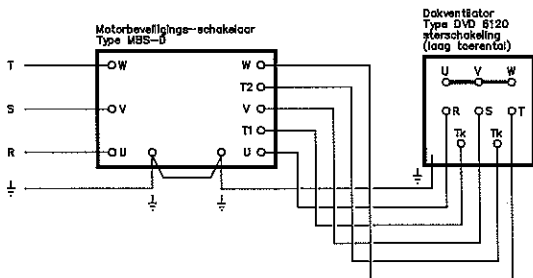 Motorbeveiligings-schakelaar
Type MBS-D
Dakventilator
Type DVD 6120
sterschakeling
(laag toerental)
T
W
W
U
V
W
T2
S
V
V
R
S
T
T1
Tk
Tk
R
U
U